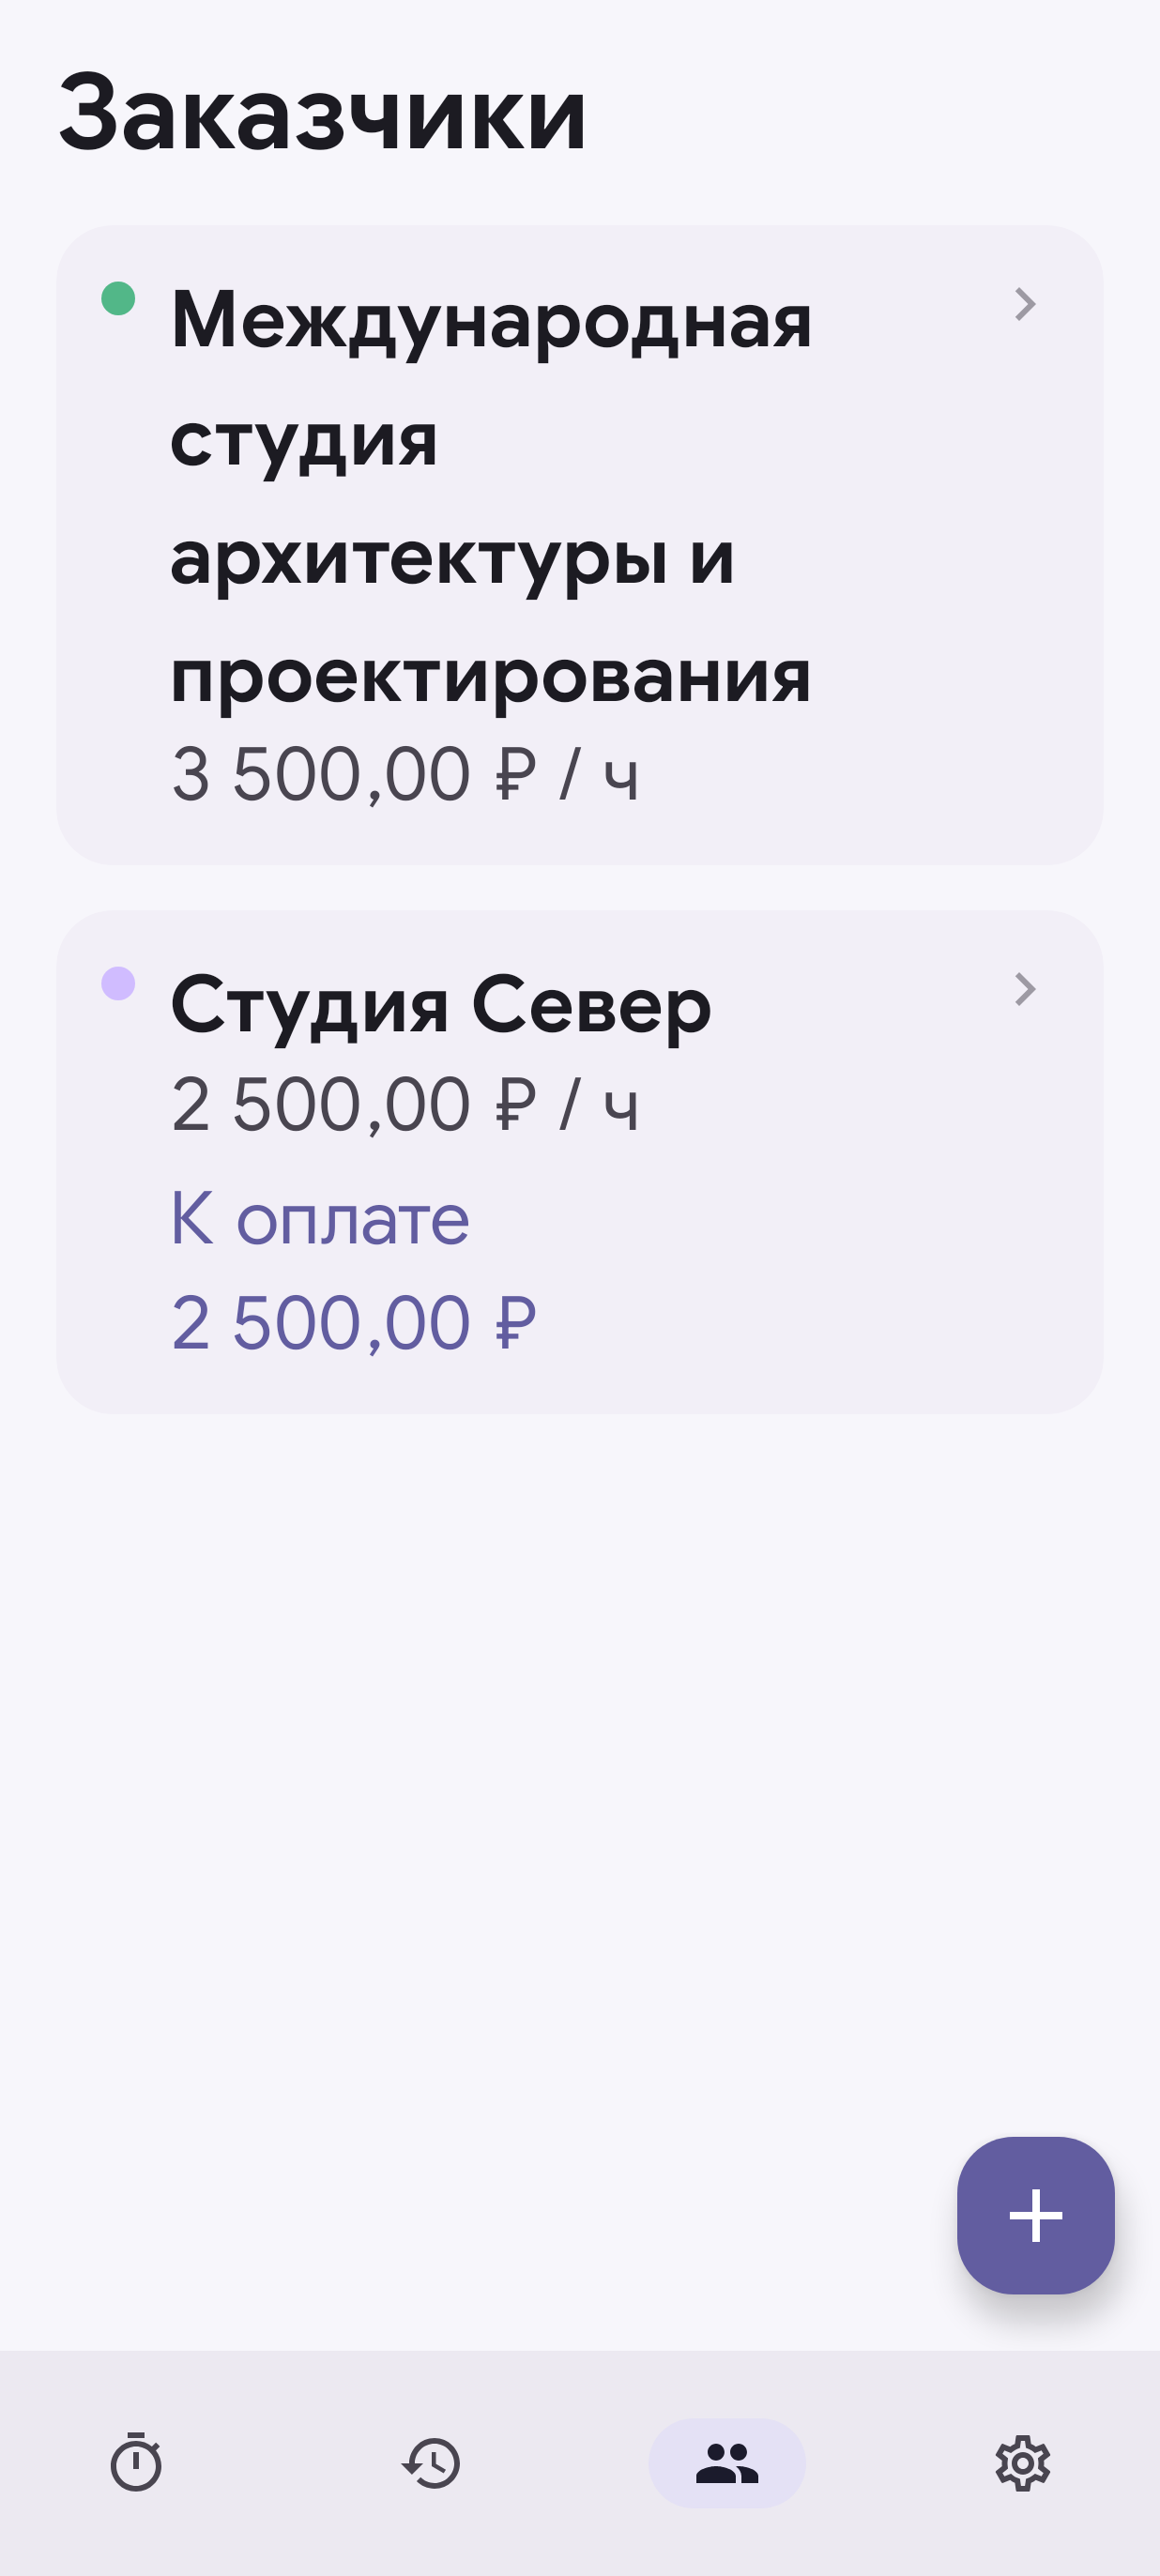 Заказчики
Международная
студия
архитектуры и
проектирования
3 500,00 ₽ / ч
Студия Север
2 500,00 ₽ / ч
К оплате
2 500,00 ₽